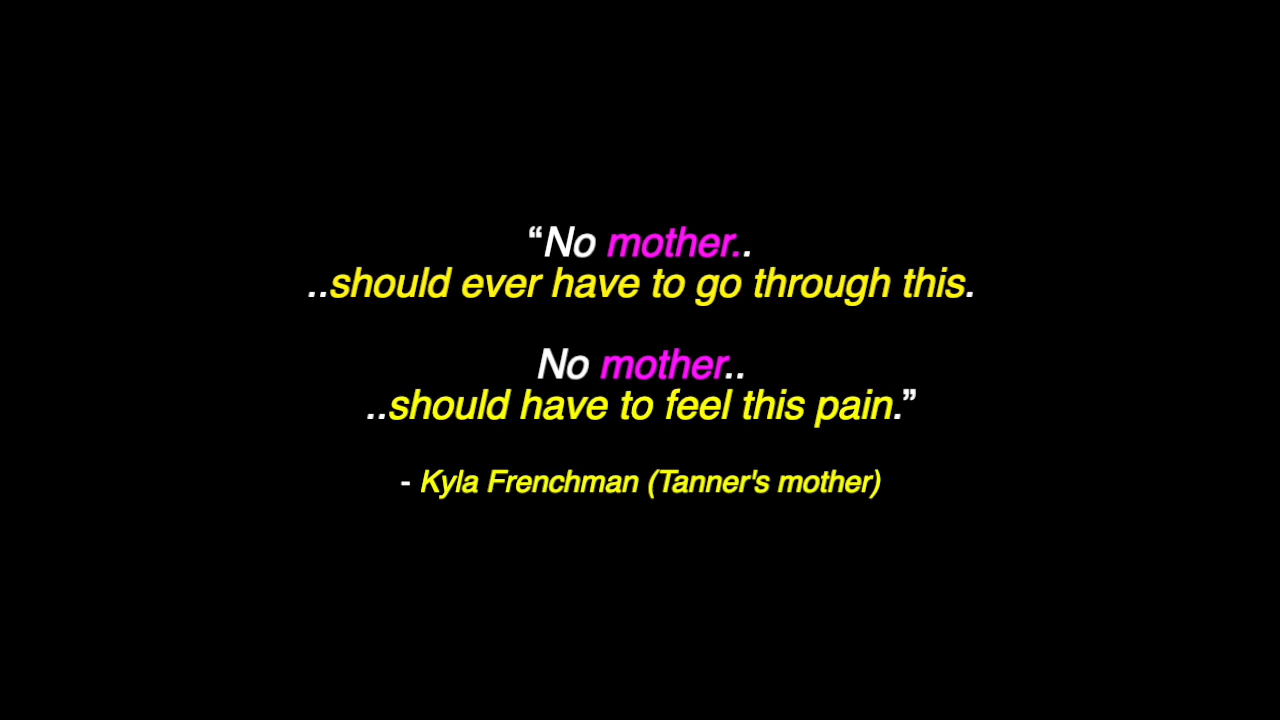 “No mother..
..should ever have to go through this.
No mother..
..should have to feel this pain.”
- Kyla Frenchman (Tanner's mother)